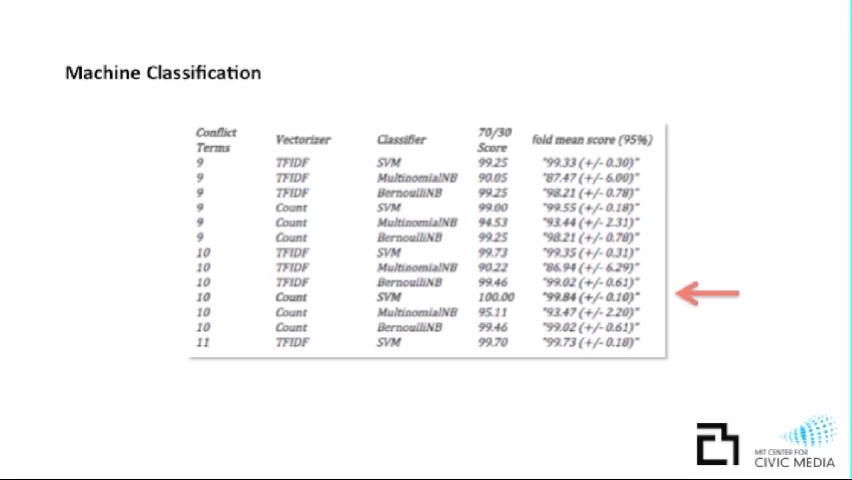 Machine Classification
Conflict Terms Vectorizer Classifier 70/30 Score fold mean score (95%)
9 TFIDF SVM 99.25 "99.33 (+/- 0.30)"
9 TFIDF MultinomialNB 90.05 "87.47 (+/- 6.00)"
9 TFIDF BernoulliNB 99.25 "98.21 (+/- 0.78)"
9 Count SVM 99.00 "99.55 (+/- 0.18)"
9 Count MultinomialNB 94.53 "93.44 (+/- 2.31)"
9 Count BernoulliNB 99.25 "98.21 (+/- 0.78)"
10 TFIDF SVM 99.73 "99.35 (+/- 0.31)"
10 TFIDF MultinomialNB 90.22 "86.94 (+/- 6.29)"
10 TFIDF BernoulliNB 99.46 "99.02 (+/- 0.61)"
10 Count SVM 100.00 "99.84 (+/- 0.10)"
10 Count MultinomialNB 95.11 "93.47 (+/- 2.20)"
10 Count BernoulliNB 99.46 "99.02 (+/- 0.61)"
11 TFIDF SVM 99.70 "99.73 (+/- 0.18)"
MIT CENTER FOR
CIVIC MEDIA